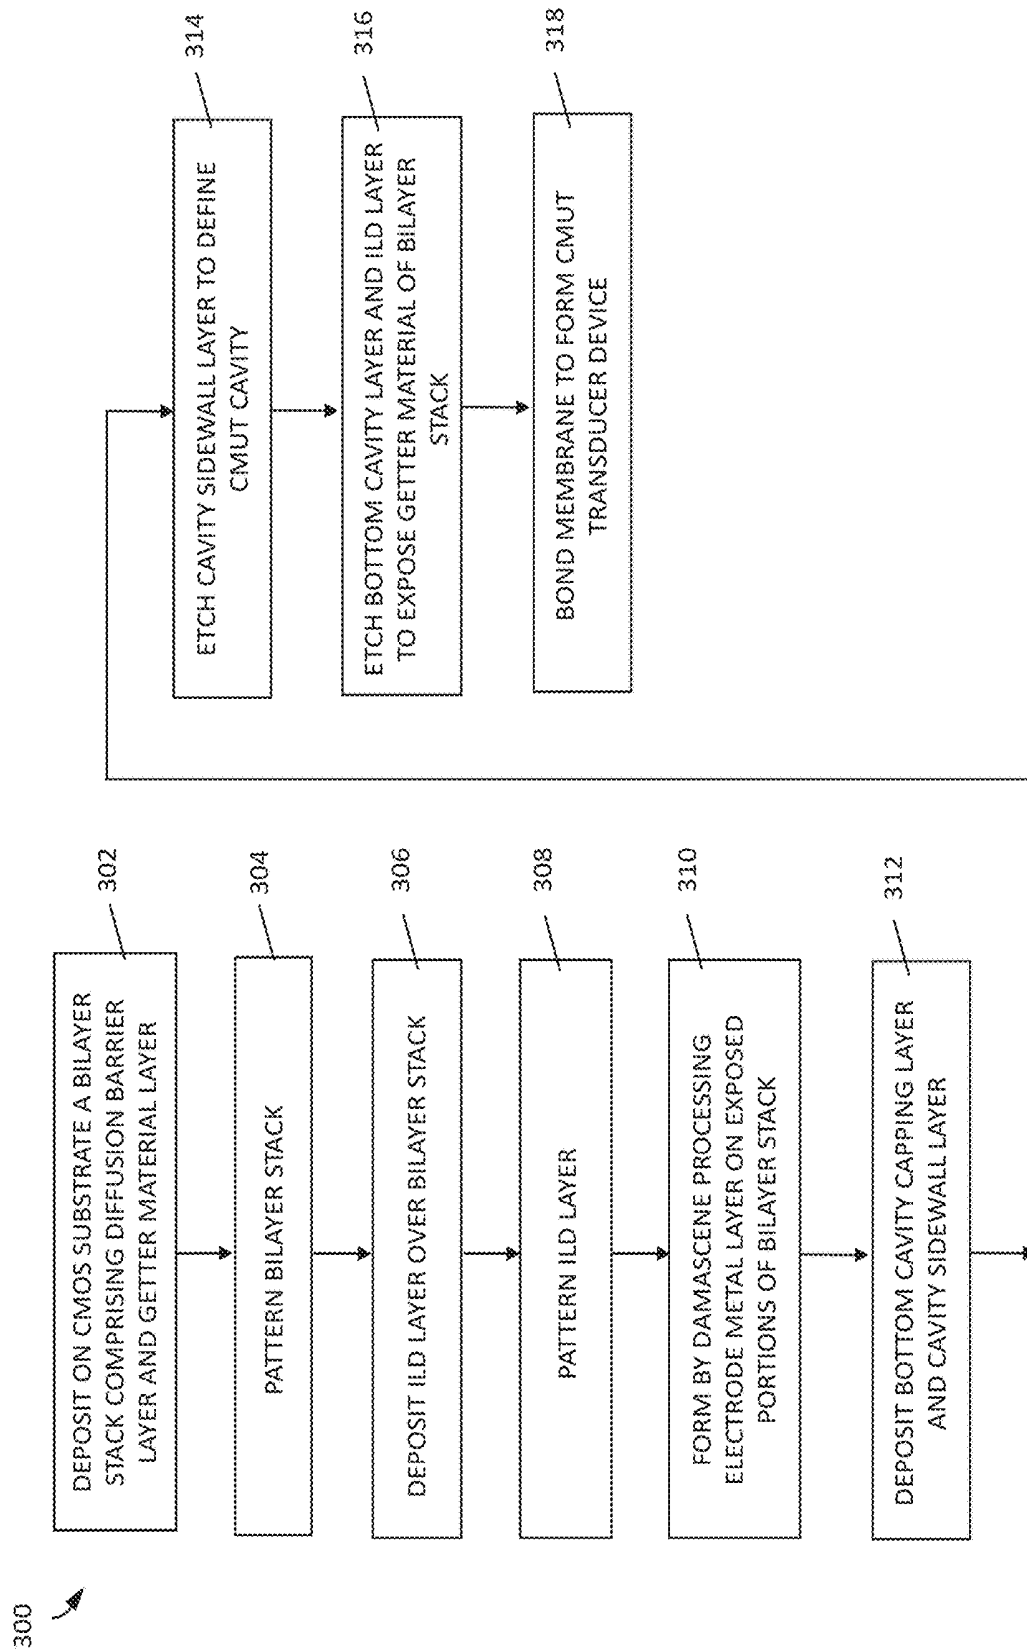 300
DEPOSIT ON CMOS SUBSTRATE A BILAYER
STACK COMPRISING DIFFUSION BARRIER
LAYER AND GETTER MATERIAL LAYER
302
PATTERN BILAYER STACK
304
DEPOSIT ILD LAYER OVER BILAYER STACK
306
PATTERN ILD LAYER
308
FORM BY DAMASCENE PROCESSING
ELECTRODE METAL LAYER ON EXPOSED
PORTIONS OF BILAYER STACK
310
DEPOSIT BOTTOM CAVITY CAPPING LAYER
AND CAVITY SIDEWALL LAYER
312
ETCH CAVITY SIDEWALL LAYER TO DEFINE
CMUT CAVITY
314
ETCH BOTTOM CAVITY LAYER AND ILD LAYER
TO EXPOSE GETTER MATERIAL OF BILAYER
STACK
316
BOND MEMBRANE TO FORM CMUT
TRANSDUCER DEVICE
318